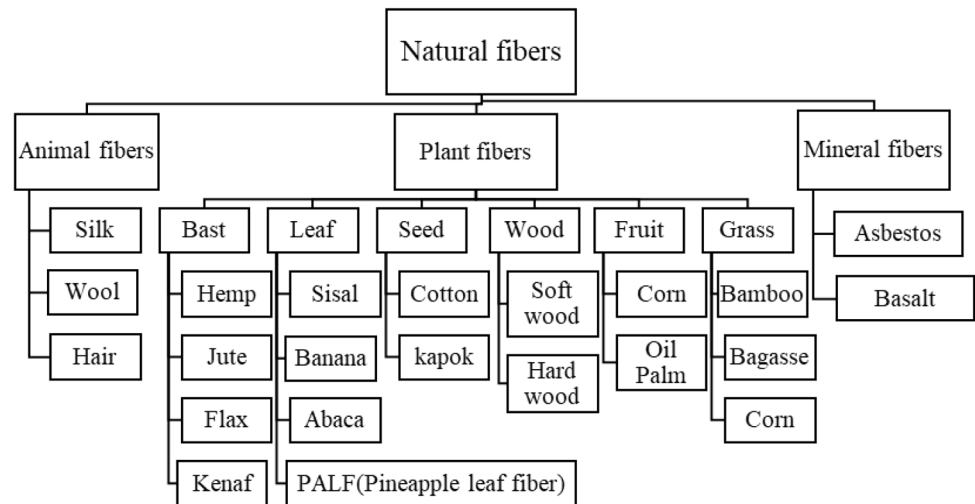 Natural fibers
Animal fibers
Plant fibers
Mineral fibers
Silk
Wool
Hair
Bast
Hemp
Jute
Flax
Kenaf
Leaf
Sisal
Banana
Abaca
PALF(Pineapple leaf fiber)
Seed
Cotton
kapok
Wood
Soft
wood
Hard
wood
Fruit
Corn
Oil
Palm
Grass
Bamboo
Bagasse
Corn
Asbestos
Basalt